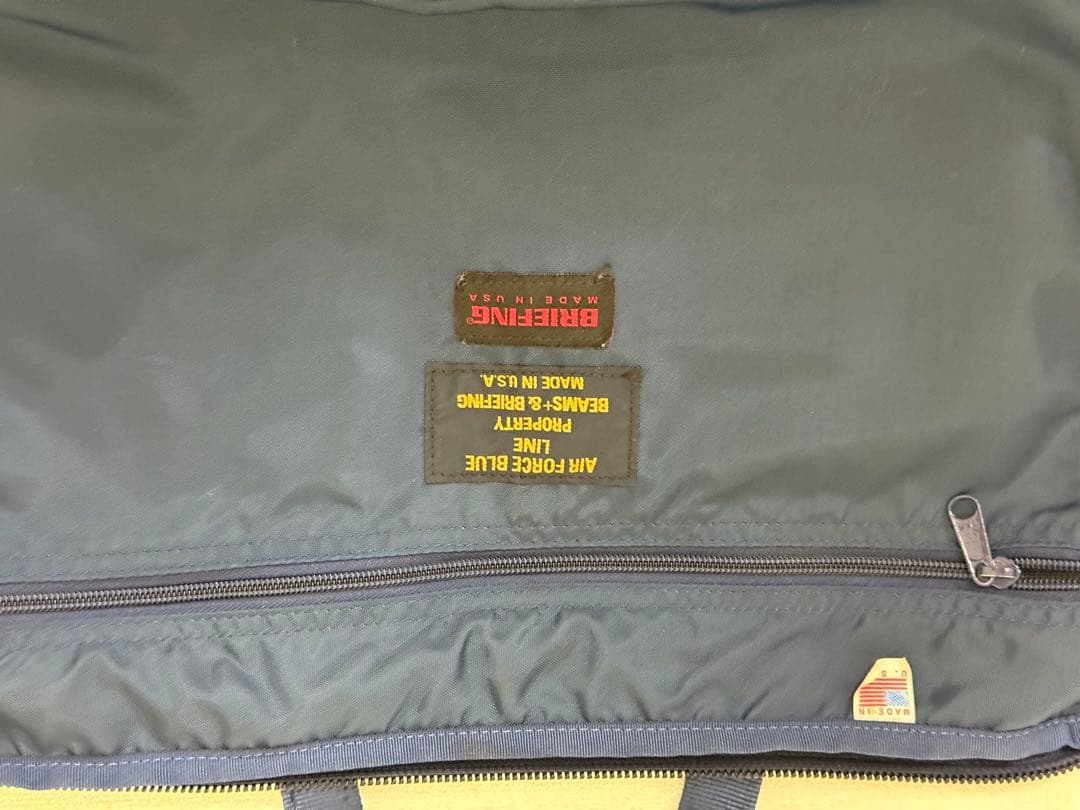 AIR FORCE BLUE
LINE
PROPERTY
BEAMS+ & BRIEFING
MADE IN U.S.A.
BRIEFING®
MADE IN USA
MADE IN
U.S